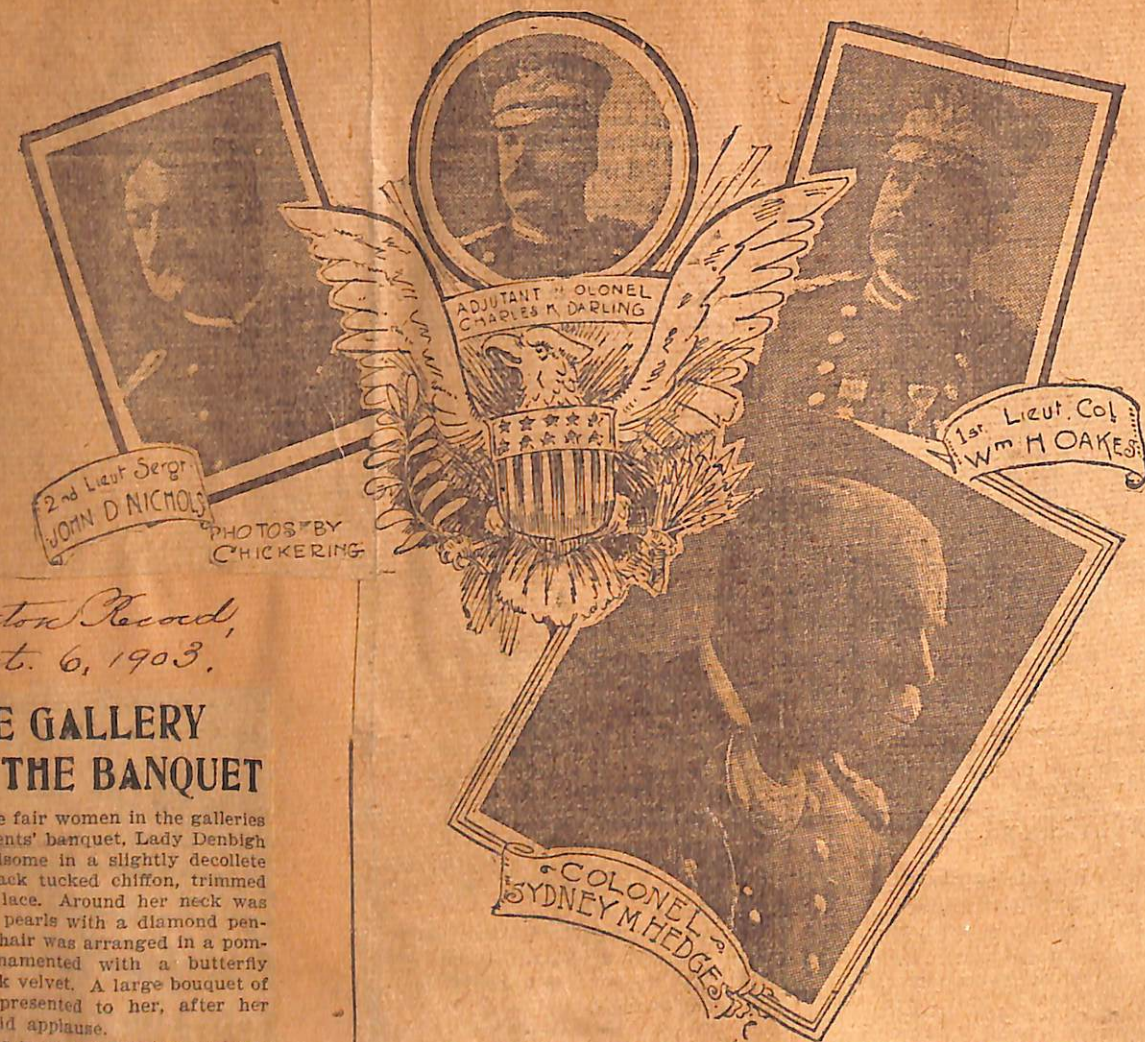 ADJUTANT OLONEL
CHARLES K DARLING
2nd Lieut Sergt
JOHN D NICHOLS
1st. Lieut. Col
Wm H OAKES
PHOTOS BY
CHICKERING
COLONEL
SYDNEY M HEDGES
ton Record,
t. 6, 1903.
E GALLERY
THE BANQUET
e fair women in the galleries
ents' banquet, Lady Denbigh
dsome in a slightly decollete
ack tucked chiffon, trimmed
lace. Around her neck was
pearls with a diamond pen-
hair was arranged in a pom-
namented with a butterfly
k velvet. A large bouquet of
presented to her, after her
id applause.